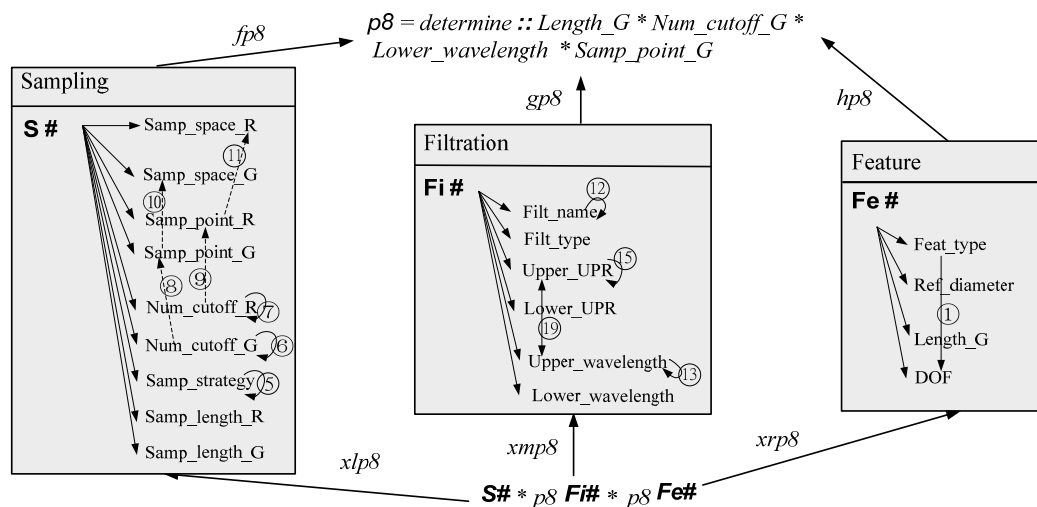 p8 = determine :: Length_G * Num_cutoff_G *
Lower_wavelength * Samp_point_G
fp8
gp8
hp8
Sampling
S #
Samp_space_R
⑪
Samp_space_G
⑩
Samp_point_R
Samp_point_G
⑧
⑨
Num_cutoff_R
⑦
Num_cutoff_G
⑥
Samp_strategy
⑤
Samp_length_R
Samp_length_G
Filtration
Fi #
⑫
Filt_name
Filt_type
⑮
Upper_UPR
Lower_UPR
⑲
Upper_wavelength
⑬
Lower_wavelength
Feature
Fe #
Feat_type
Ref_diameter
①
Length_G
DOF
xlp8
xmp8
xrp8
S# * p8 Fi# * p8 Fe#